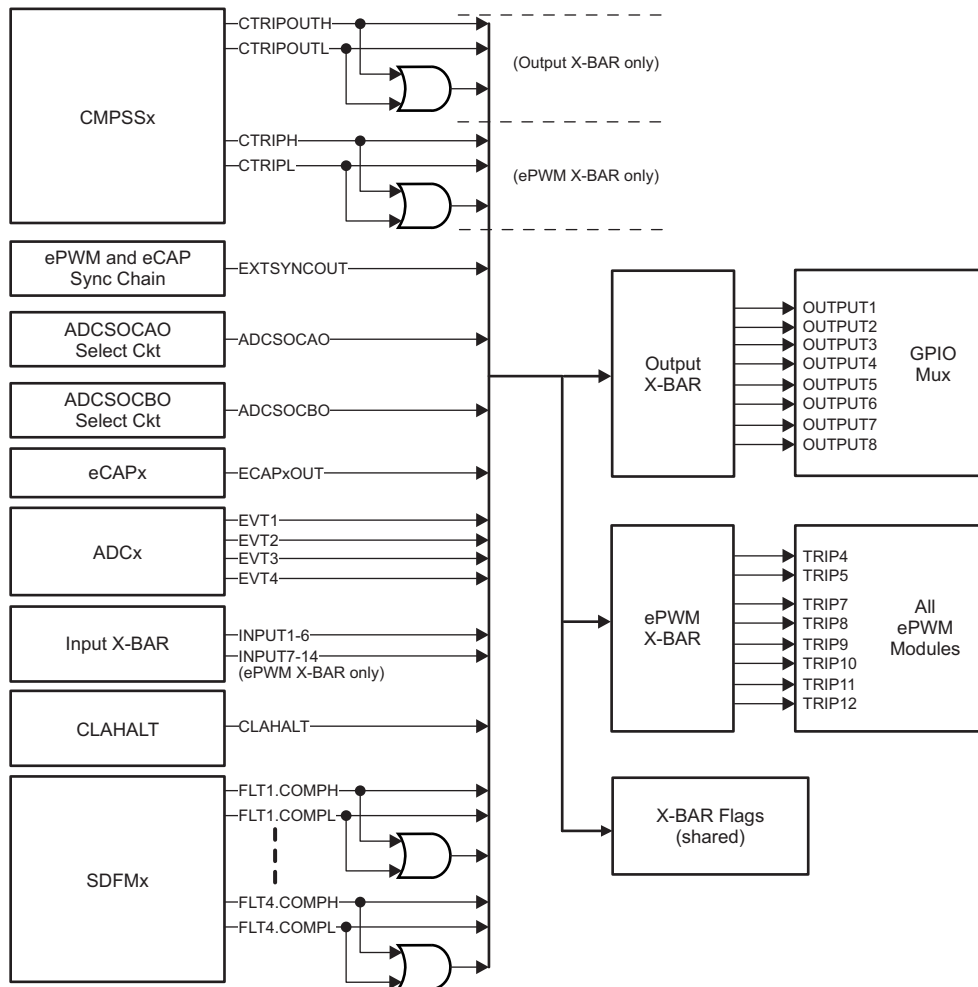 CMPSSx
CTRIPOUTH
CTRIPOUTL
(Output X-BAR only)
CTRIPH
CTRIPL
(ePWM X-BAR only)
ePWM and eCAP
Sync Chain
EXTSYNCOUT
ADCSOCAO
Select Ckt
ADCSOCAO
ADCSOCBO
Select Ckt
ADCSOCBO
eCAPx
ECAPxOUT
ADCx
EVT1
EVT2
EVT3
EVT4
Input X-BAR
INPUT1-6
INPUT7-14
(ePWM X-BAR only)
CLAHALT
CLAHALT
SDFMx
FLT1.COMPH
FLT1.COMPL
FLT4.COMPH
FLT4.COMPL
Output
X-BAR
OUTPUT1
OUTPUT2
OUTPUT3
OUTPUT4
OUTPUT5
OUTPUT6
OUTPUT7
OUTPUT8
GPIO
Mux
ePWM
X-BAR
TRIP4
TRIP5
TRIP7
TRIP8
TRIP9
TRIP10
TRIP11
TRIP12
All
ePWM
Modules
X-BAR Flags
(shared)